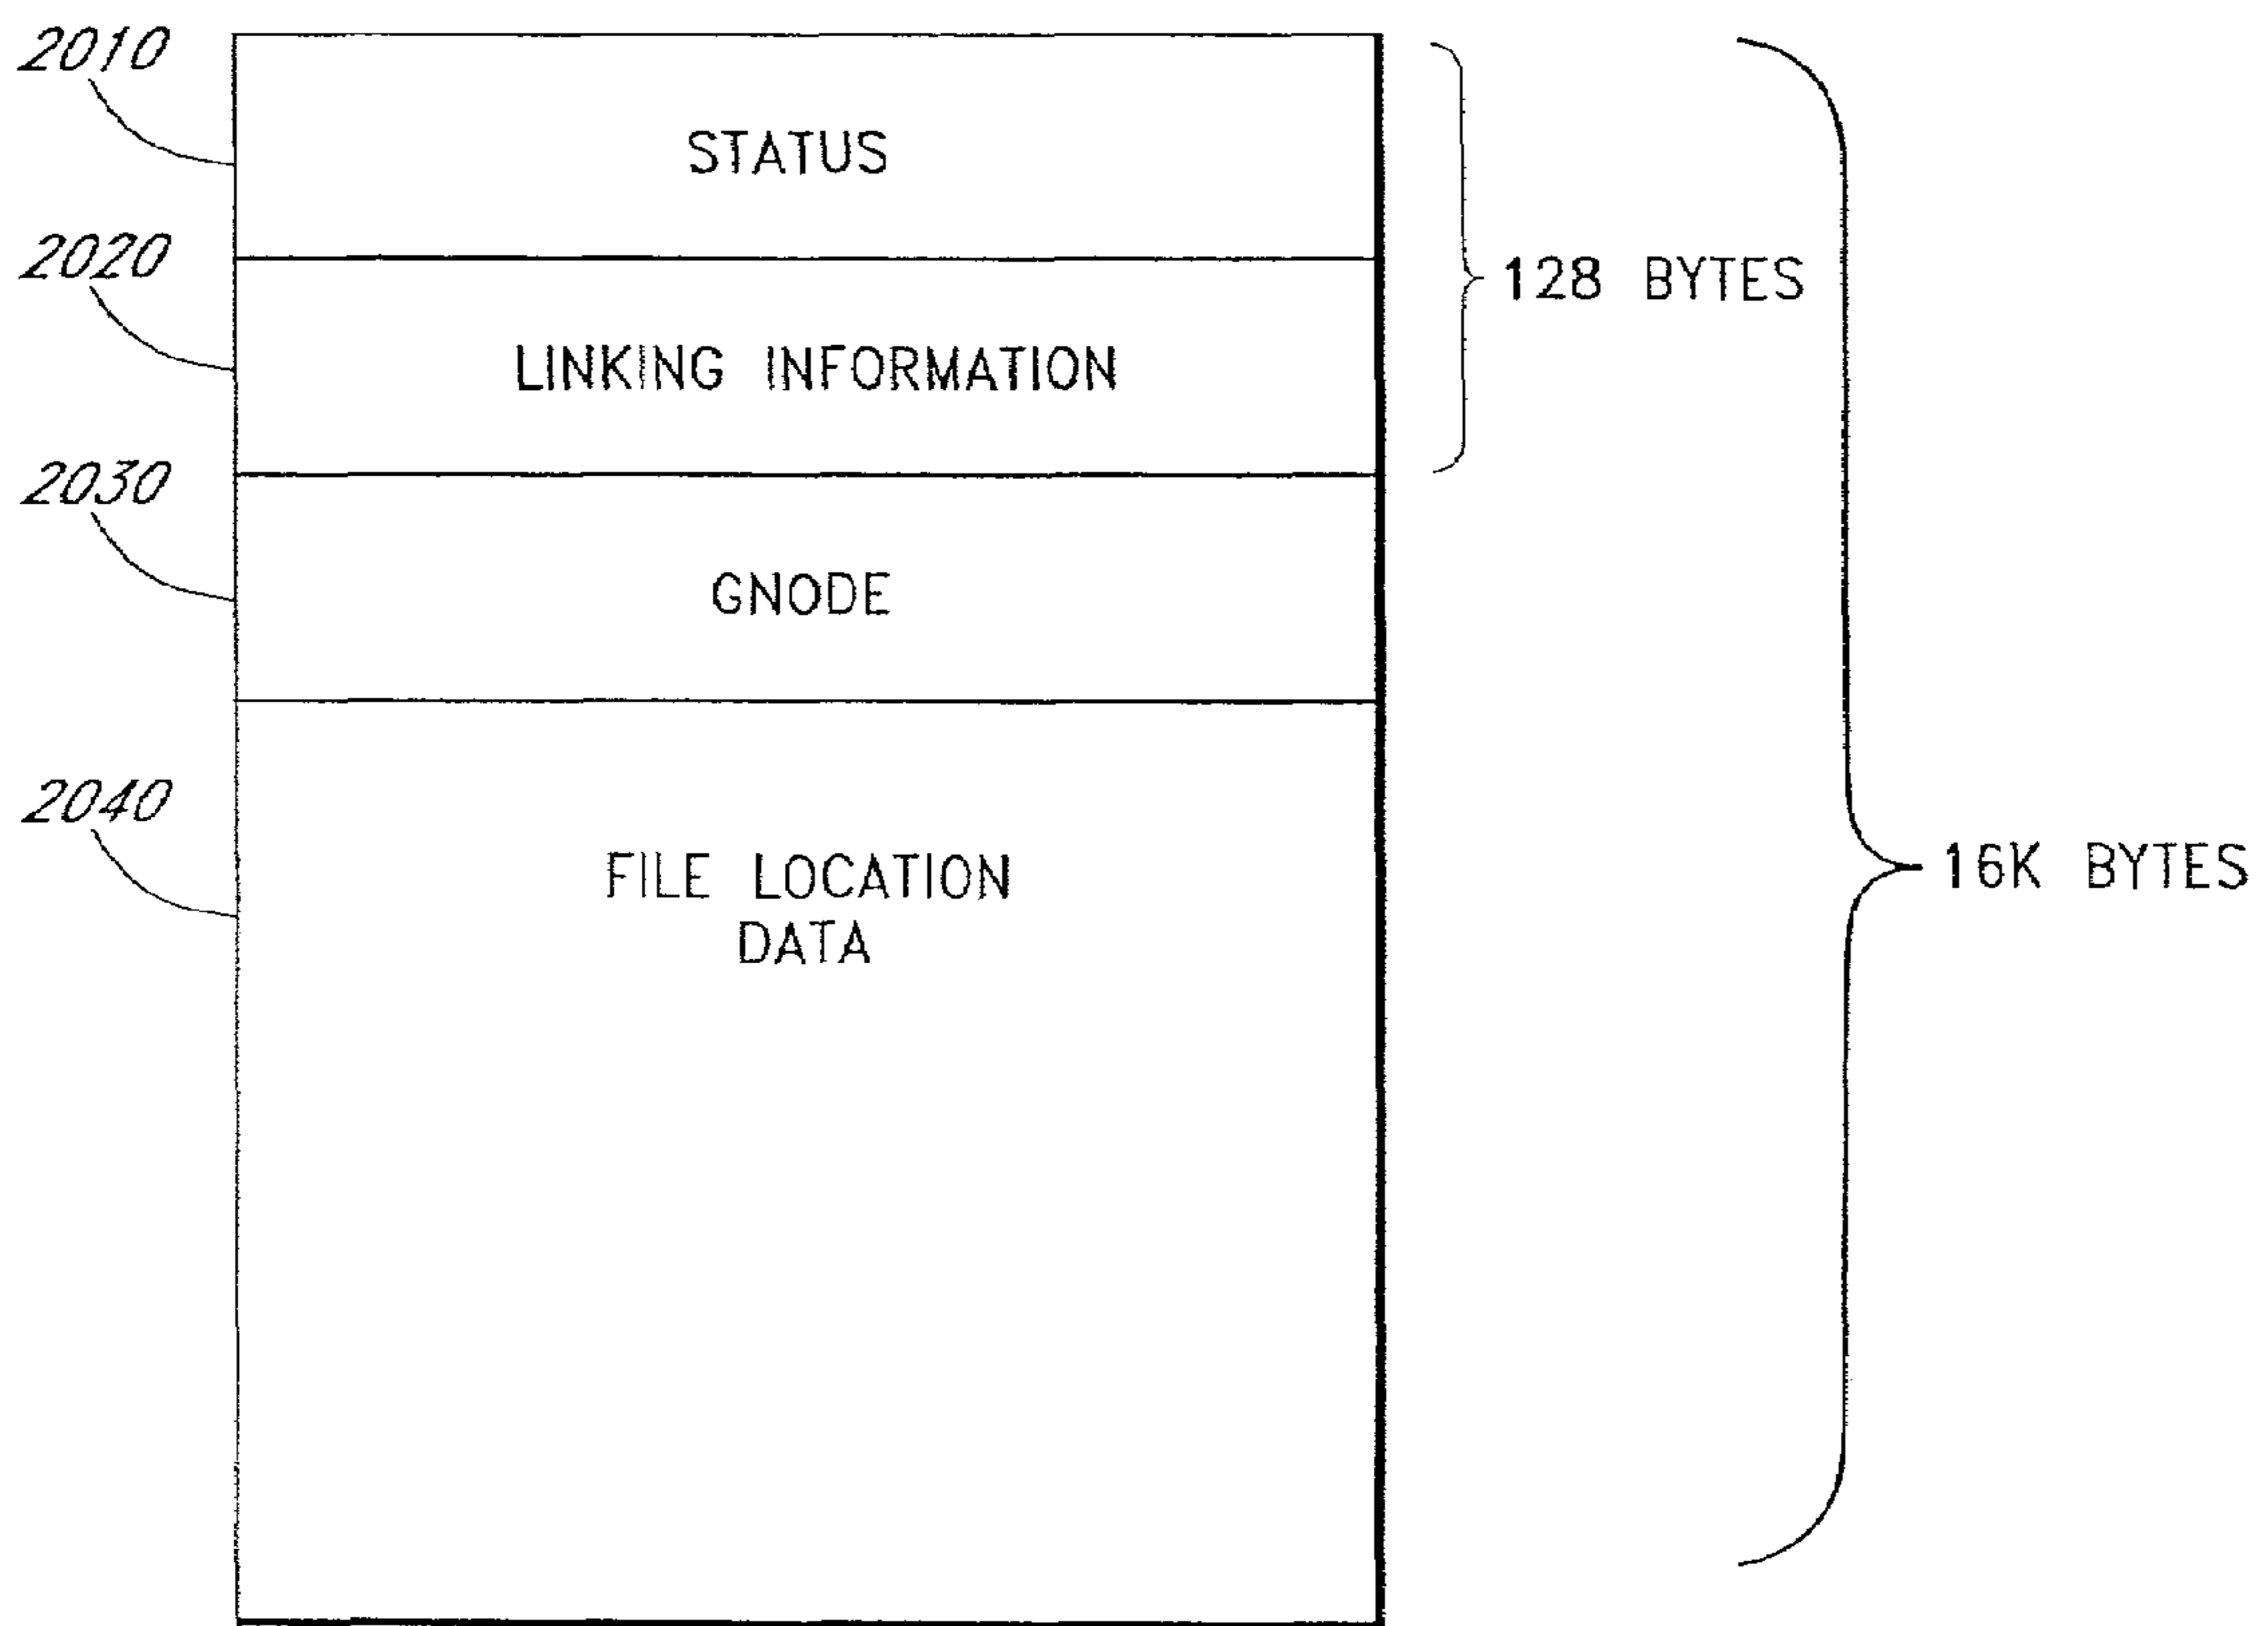 2010
STATUS
2020
128 BYTES
LINKING INFORMATION
2030
GNODE
2040
FILE LOCATION
DATA
16K BYTES